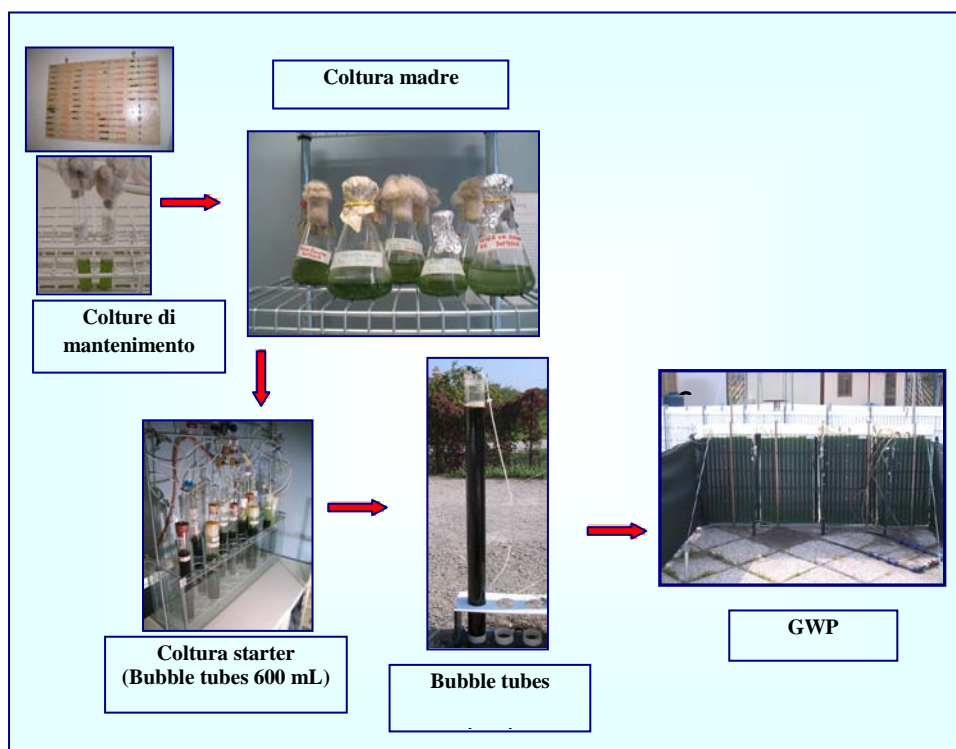 Coltura madre
Colture di
mantenimento
Coltura starter
(Bubble tubes 600 mL)
Bubble tubes
GWP